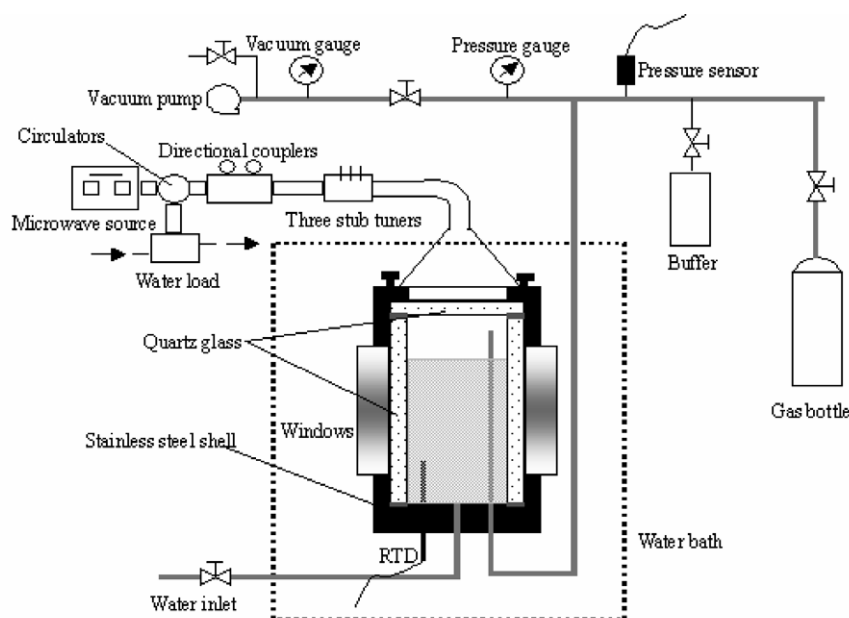 Vacuum gauge
Pressure gauge
Pressure sensor
Vacuum pump
Circulators
Directional couplers
Microwave source
Three stub tuners
Water load
Buffer
Quartz glass
Gas bottle
Windows
Stainless steel shell
Water bath
RTD
Water inlet